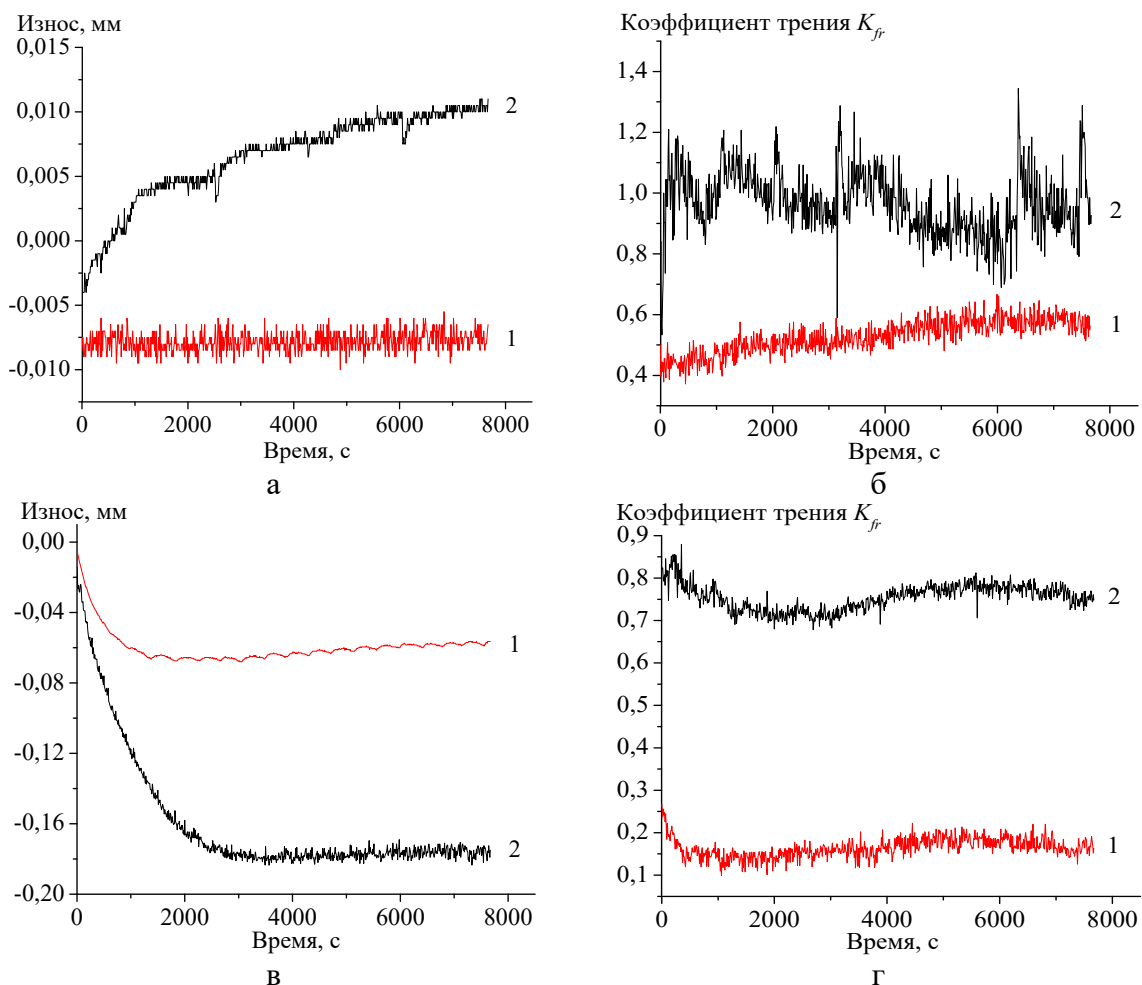 Износ, мм
0,015
0,010
0,005
0,000
-0,005
-0,010
2
1
0 2000 4000 6000 8000
Время, с
а
Коэффициент трения K_fr
1,4
1,2
1,0
0,8
0,6
0,4
2
1
0 2000 4000 6000 8000
Время, с
б
Износ, мм
0,00
-0,04
-0,08
-0,12
-0,16
-0,20
1
2
0 2000 4000 6000 8000
Время, с
в
Коэффициент трения K_fr
0,9
0,8
0,7
0,6
0,5
0,4
0,3
0,2
0,1
2
1
0 2000 4000 6000 8000
Время, с
г